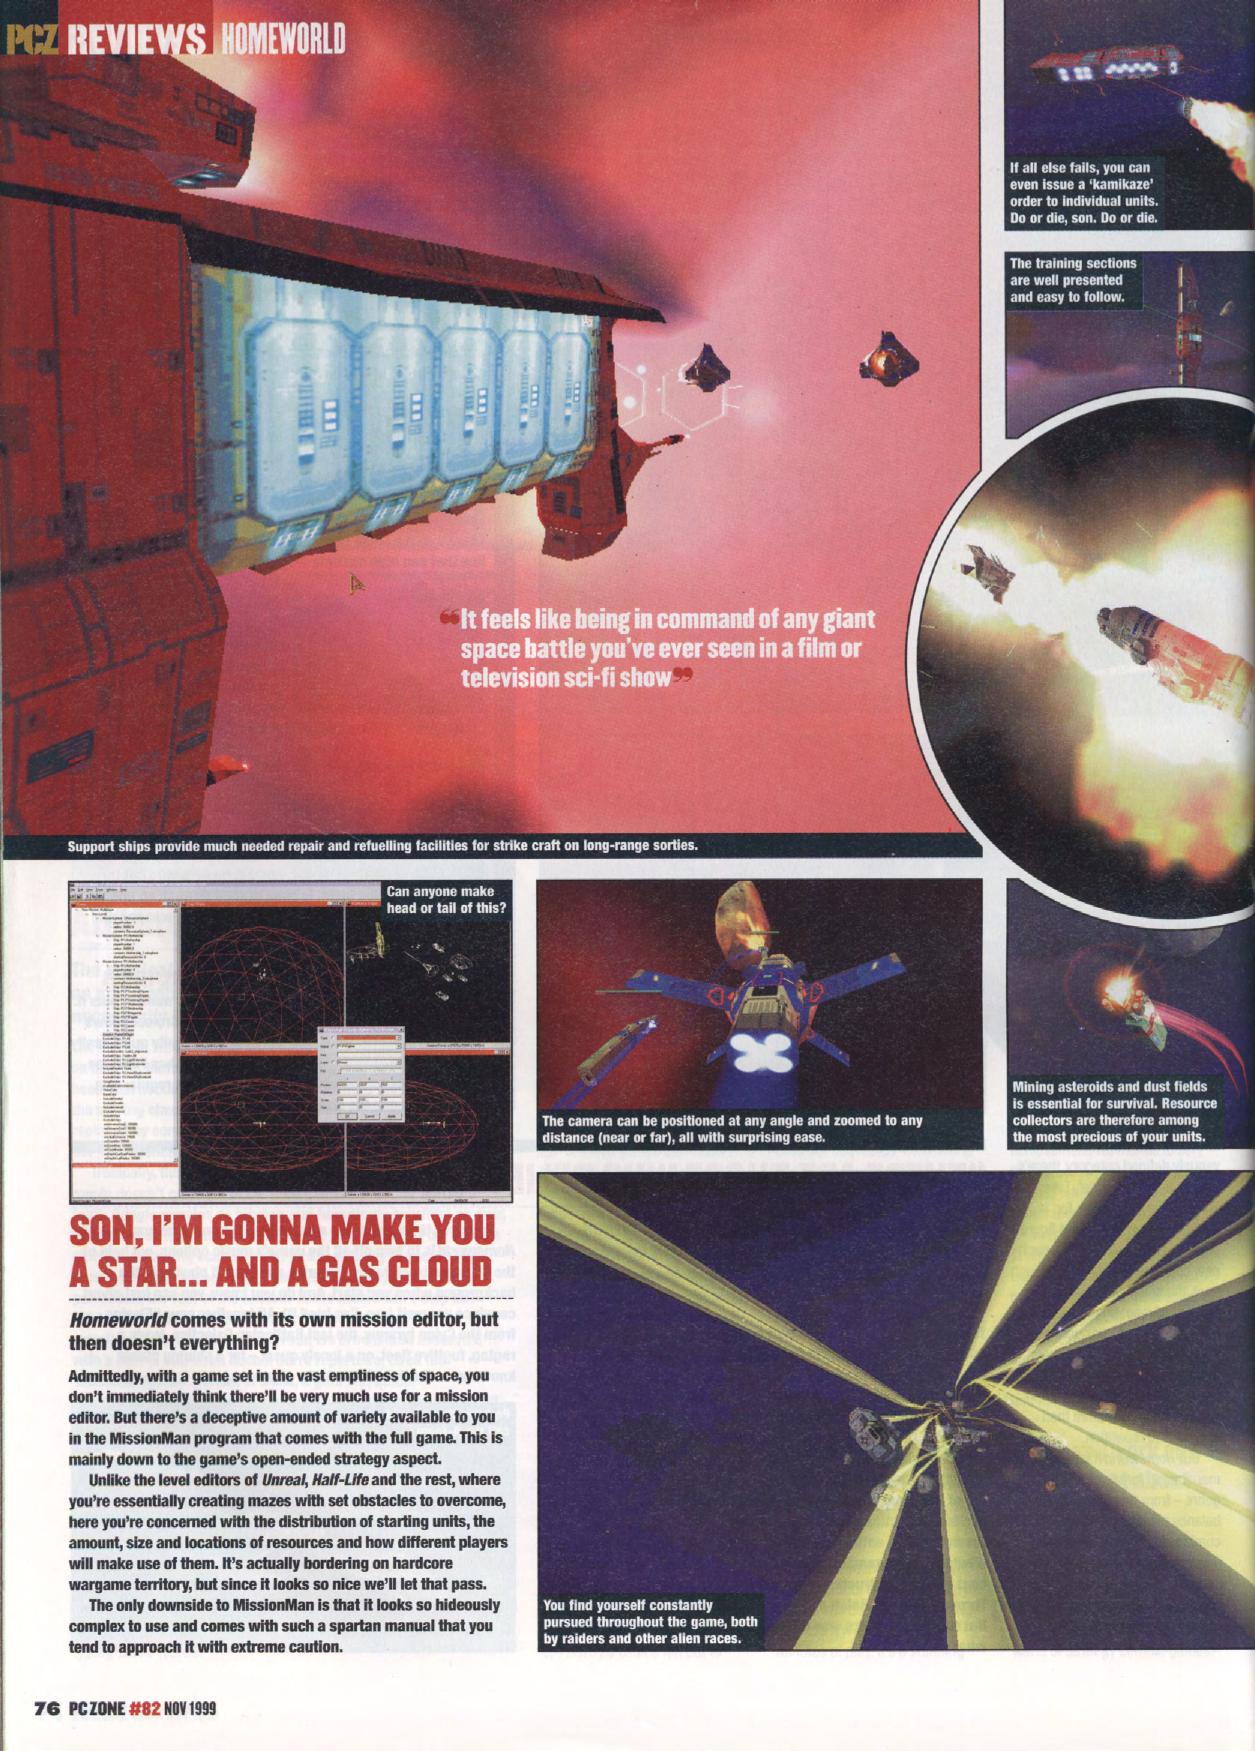 PCZ REVIEWS HOMEWORLD
If all else fails, you can
even issue a ‘kamikaze’
order to individual units.
Do or die, son. Do or die.
The training sections
are well presented
and easy to follow.
“It feels like being in command of any giant
space battle you’ve ever seen in a film or
television sci-fi show”
Support ships provide much needed repair and refuelling facilities for strike craft on long-range sorties.
Can anyone make
head or tail of this?
The camera can be positioned at any angle and zoomed to any
distance (near or far), all with surprising ease.
Mining asteroids and dust fields
is essential for survival. Resource
collectors are therefore among
the most precious of your units.
SON, I’M GONNA MAKE YOU
A STAR... AND A GAS CLOUD
Homeworld comes with its own mission editor, but
then doesn’t everything?
Admittedly, with a game set in the vast emptiness of space, you
don’t immediately think there’ll be very much use for a mission
editor. But there’s a deceptive amount of variety available to you
in the MissionMan program that comes with the full game. This is
mainly down to the game’s open-ended strategy aspect.
Unlike the level editors of Unreal, Half-Life and the rest, where
you’re essentially creating mazes with set obstacles to overcome,
here you’re concerned with the distribution of starting units, the
amount, size and locations of resources and how different players
will make use of them. It’s actually bordering on hardcore
wargame territory, but since it looks so nice we’ll let that pass.
The only downside to MissionMan is that it looks so hideously
complex to use and comes with such a spartan manual that you
tend to approach it with extreme caution.
You find yourself constantly
pursued throughout the game, both
by raiders and other alien races.
76 PC ZONE #82 NOV 1999